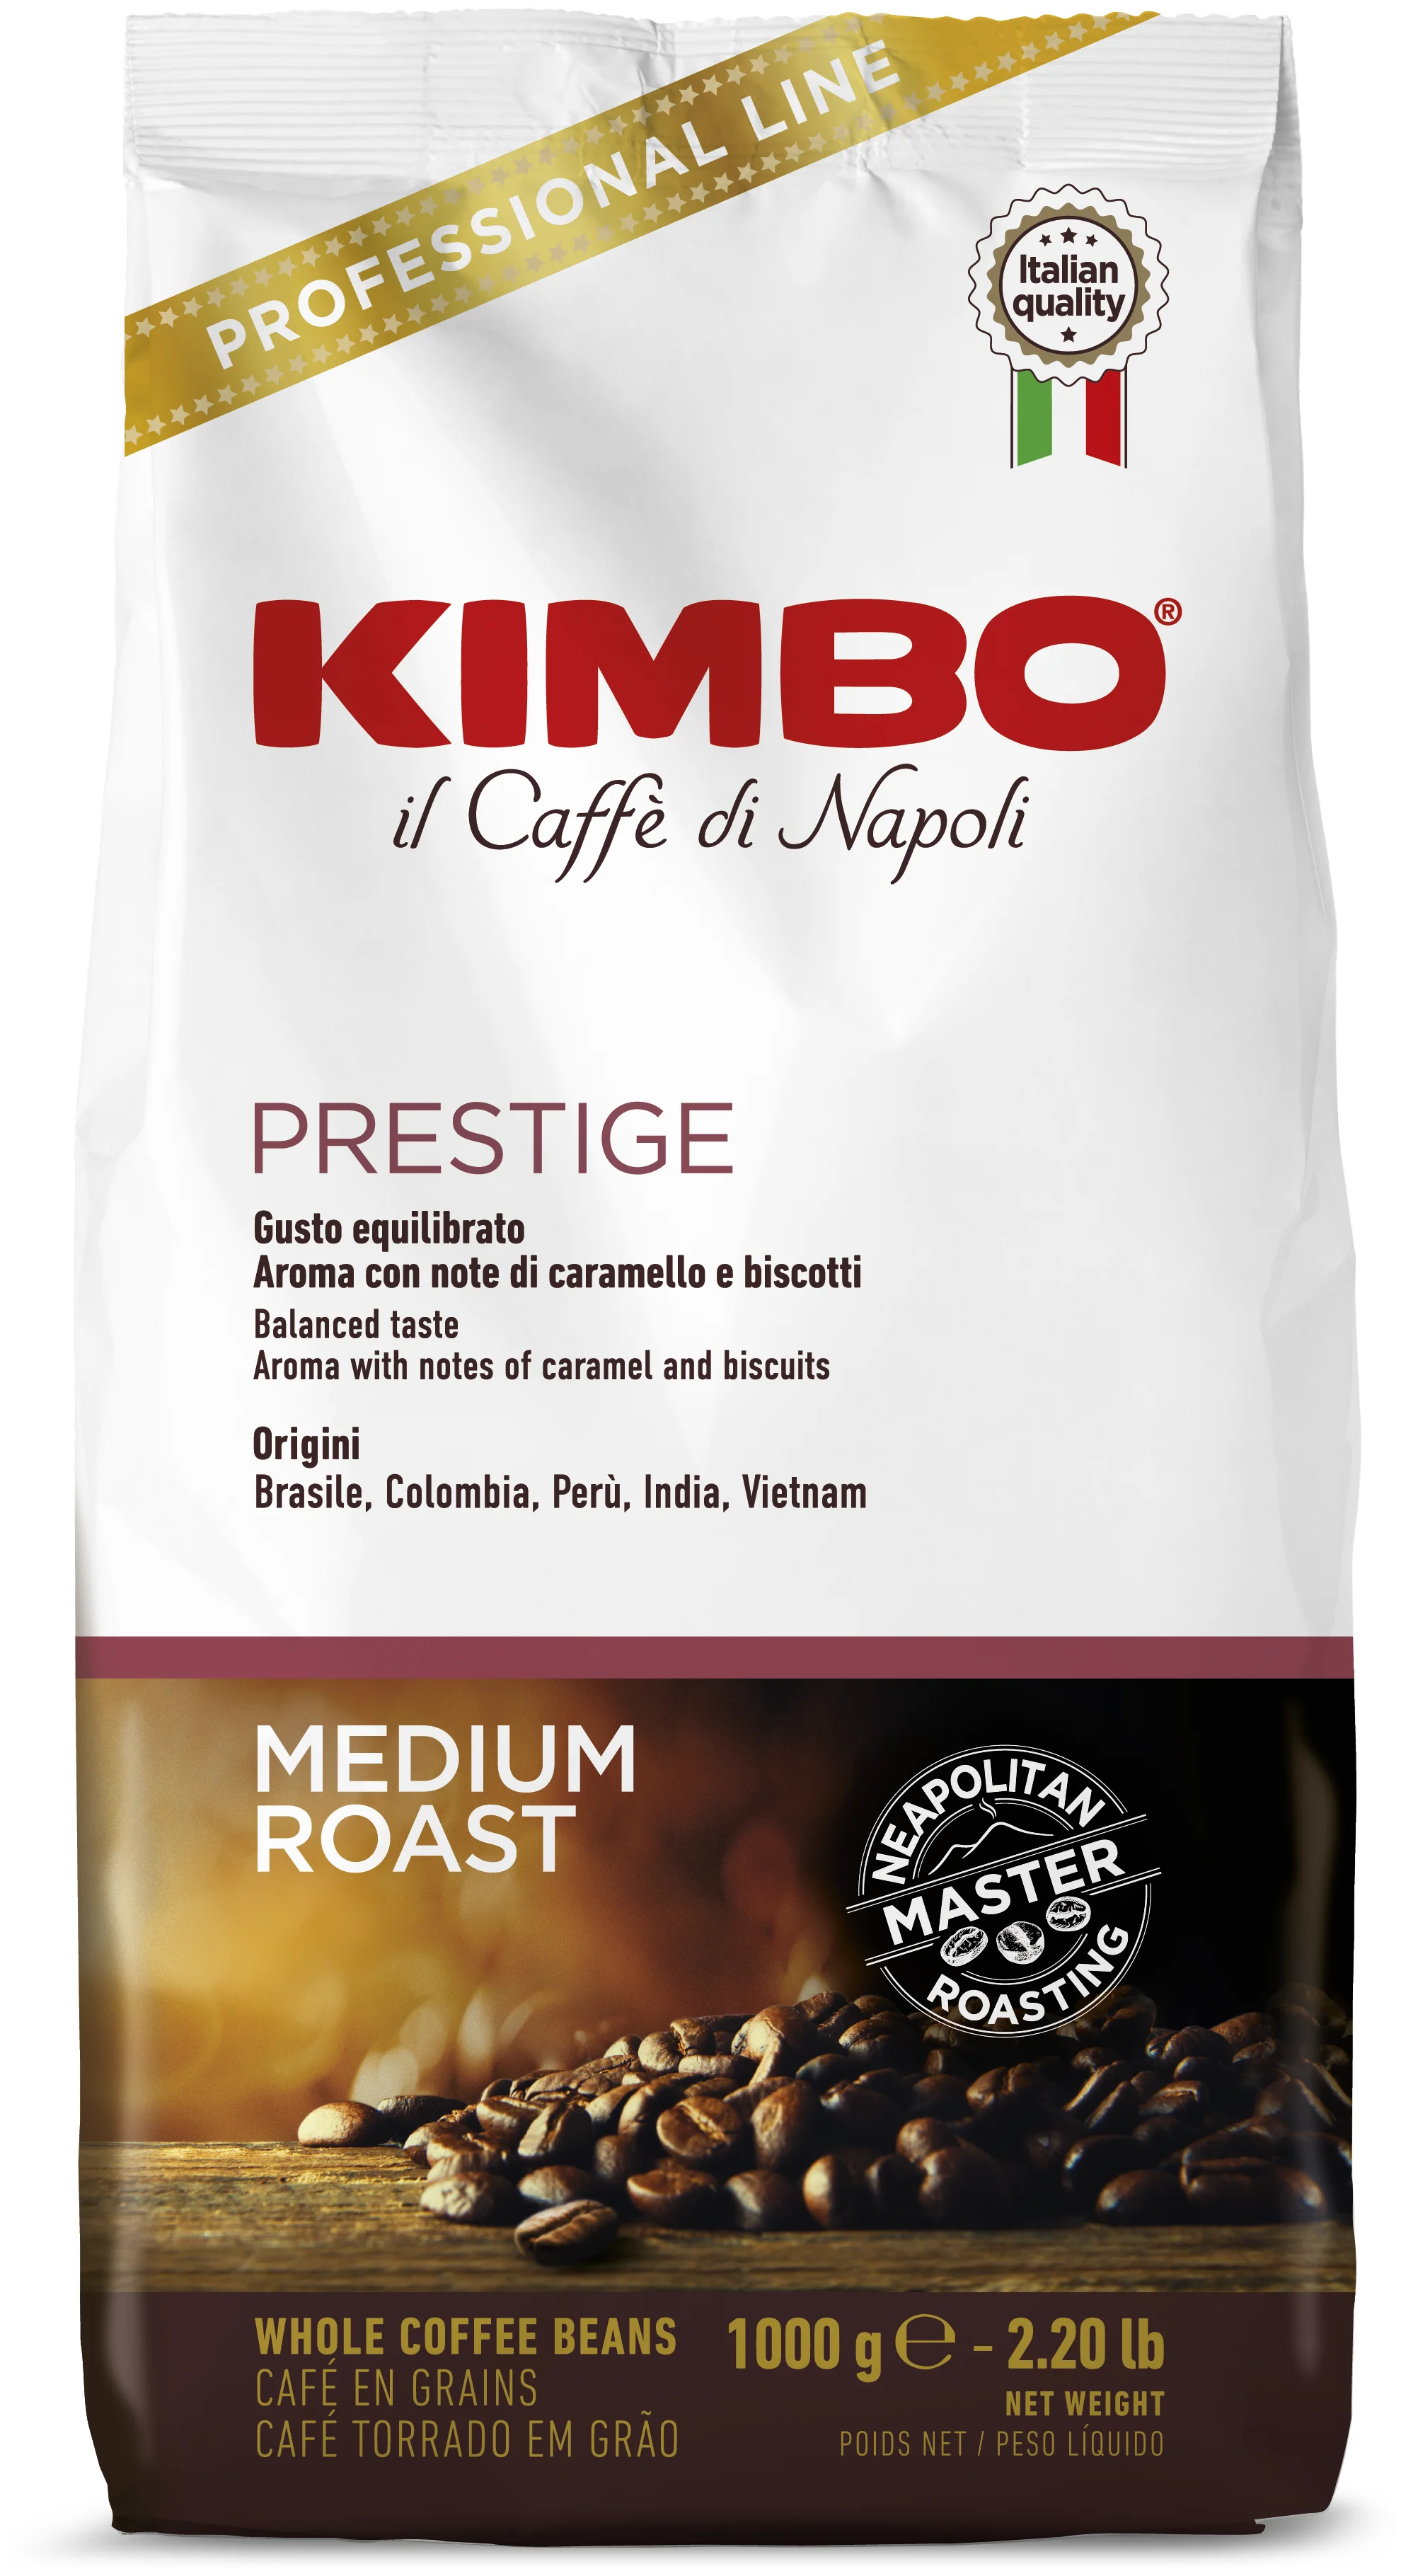 PROFESSIONAL LINE
Italian
quality
KIMBO®
il Caffè di Napoli
PRESTIGE
Gusto equilibrato
Aroma con note di caramello e biscotti
Balanced taste
Aroma with notes of caramel and biscuits
Origini
Brasile, Colombia, Perù, India, Vietnam
MEDIUM
ROAST
NEAPOLITAN
MASTER
ROASTING
WHOLE COFFEE BEANS
CAFÉ EN GRAINS
CAFÉ TORRADO EM GRÃO
1000 g ℮ - 2.20 lb
NET WEIGHT
POIDS NET / PESO LÍQUIDO